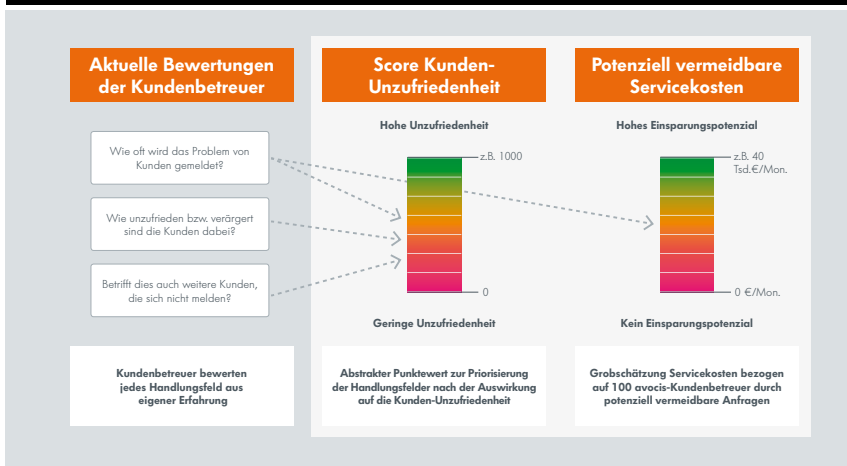 Aktuelle Bewertungen
der Kundenbetreuer
Wie oft wird das Problem von
Kunden gemeldet?
Wie unzufrieden bzw. verärgert
sind die Kunden dabei?
Betrifft dies auch weitere Kunden,
die sich nicht melden?
Kundenbetreuer bewerten
jedes Handlungsfeld aus
eigener Erfahrung
Score Kunden-
Unzufriedenheit
Hohe Unzufriedenheit
z.B. 1000
0
Geringe Unzufriedenheit
Abstrakter Punktewert zur Priorisierung
der Handlungsfelder nach der Auswirkung
auf die Kunden-Unzufriedenheit
Potenziell vermeidbare
Servicekosten
Hohes Einsparungspotenzial
z.B. 40
Tsd.€/Mon.
0 €/Mon.
Kein Einsparungspotenzial
Grobschätzung Servicekosten bezogen
auf 100 avocis-Kundenbetreuer durch
potenziell vermeidbare Anfragen